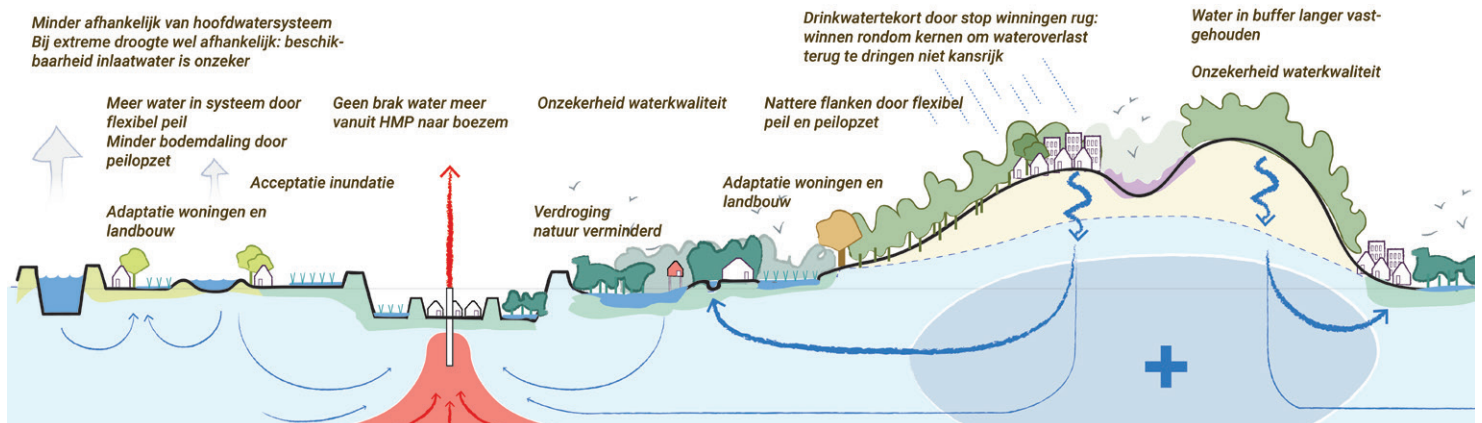 Minder afhankelijk van hoofdwatersysteem
Bij extreme droogte wel afhankelijk: beschik-
baarheid inlaatwater is onzeker
Meer water in systeem door
flexibel peil
Minder bodemdaling door
peilopzet
Adaptatie woningen en
landbouw
Acceptatie inundatie
Geen brak water meer
vanuit HMP naar boezem
Onzekerheid waterkwaliteit
Verdroging
natuur verminderd
Drinkwatertekort door stop winningen rug:
winnen rondom kernen om wateroverlast
terug te dringen niet kansrijk
Nattere flanken door flexibel
peil en peilopzet
Adaptatie woningen en
landbouw
Water in buffer langer vast-
gehouden
Onzekerheid waterkwaliteit